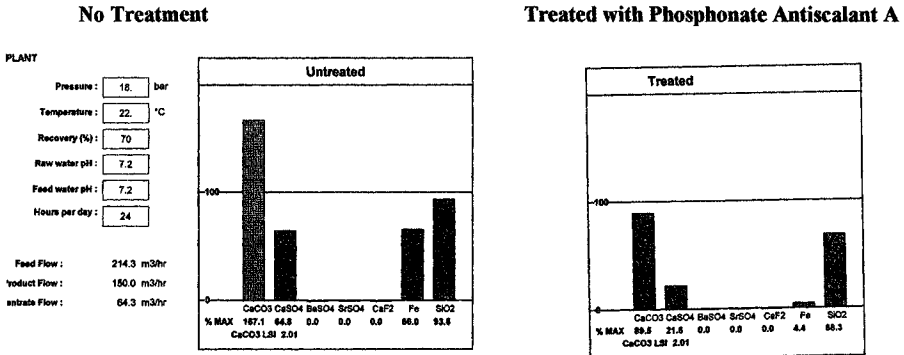 No Treatment
Treated with Phosphonate Antiscalant A
PLANT
Pressure : 18. bar
Temperature : 22. °C
Recovery (%) : 70
Raw water pH : 7.2
Feed water pH : 7.2
Hours per day : 24
Feed Flow : 214.3 m3/hr
roduct Flow : 150.0 m3/hr
entrate Flow : 64.3 m3/hr
Untreated
100
0
CaCO3 CaSO4 BaSO4 SrSO4 CaF2 Fe SiO2
% MAX 167.1 64.8 0.0 0.0 0.0 66.0 93.6
CaCO3 LSI 2.01
Treated
100
0
CaCO3 CaSO4 BaSO4 SrSO4 CaF2 Fe SiO2
% MAX 89.5 21.6 0.0 0.0 0.0 4.4 68.3
CaCO3 LSI 2.01